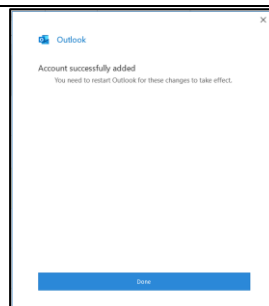 Outlook
Account successfully added
You need to restart Outlook for these changes to take effect.
Done